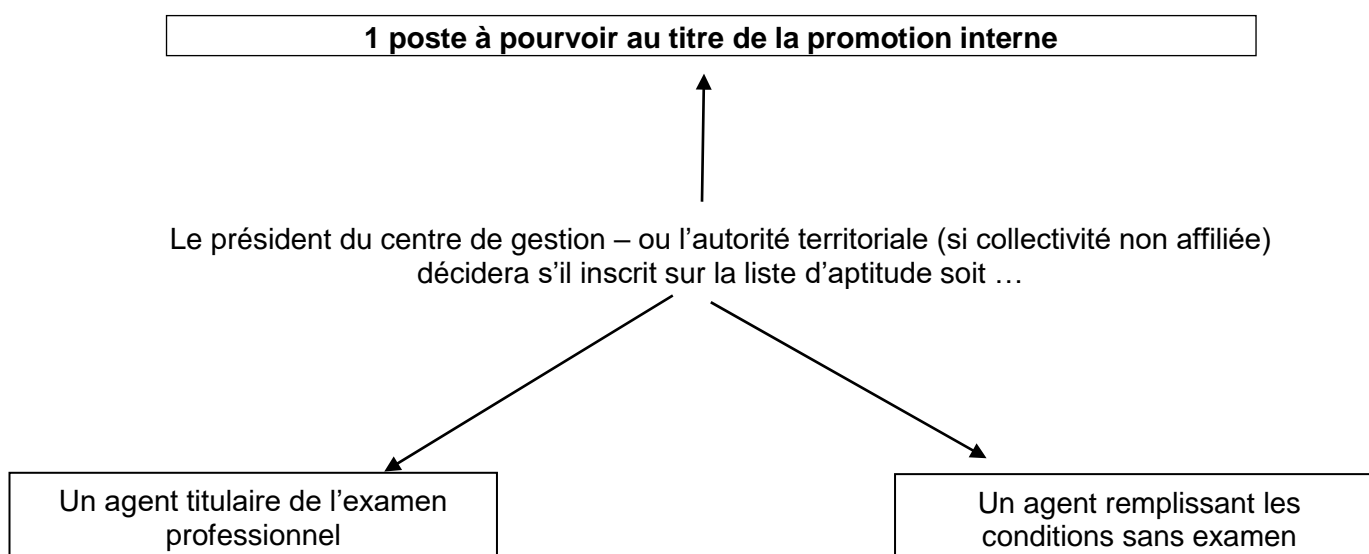 1 poste à pourvoir au titre de la promotion interne
Le président du centre de gestion – ou l’autorité territoriale (si collectivité non affiliée)
décidera s’il inscrit sur la liste d’aptitude soit …
Un agent titulaire de l’examen
professionnel
Un agent remplissant les
conditions sans examen